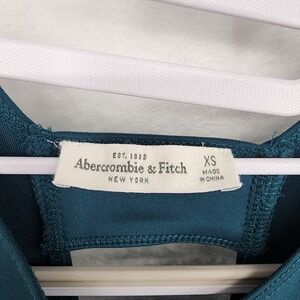 EST. 1892
Abercrombie & Fitch
NEW YORK
XS
MADE
IN CHINA